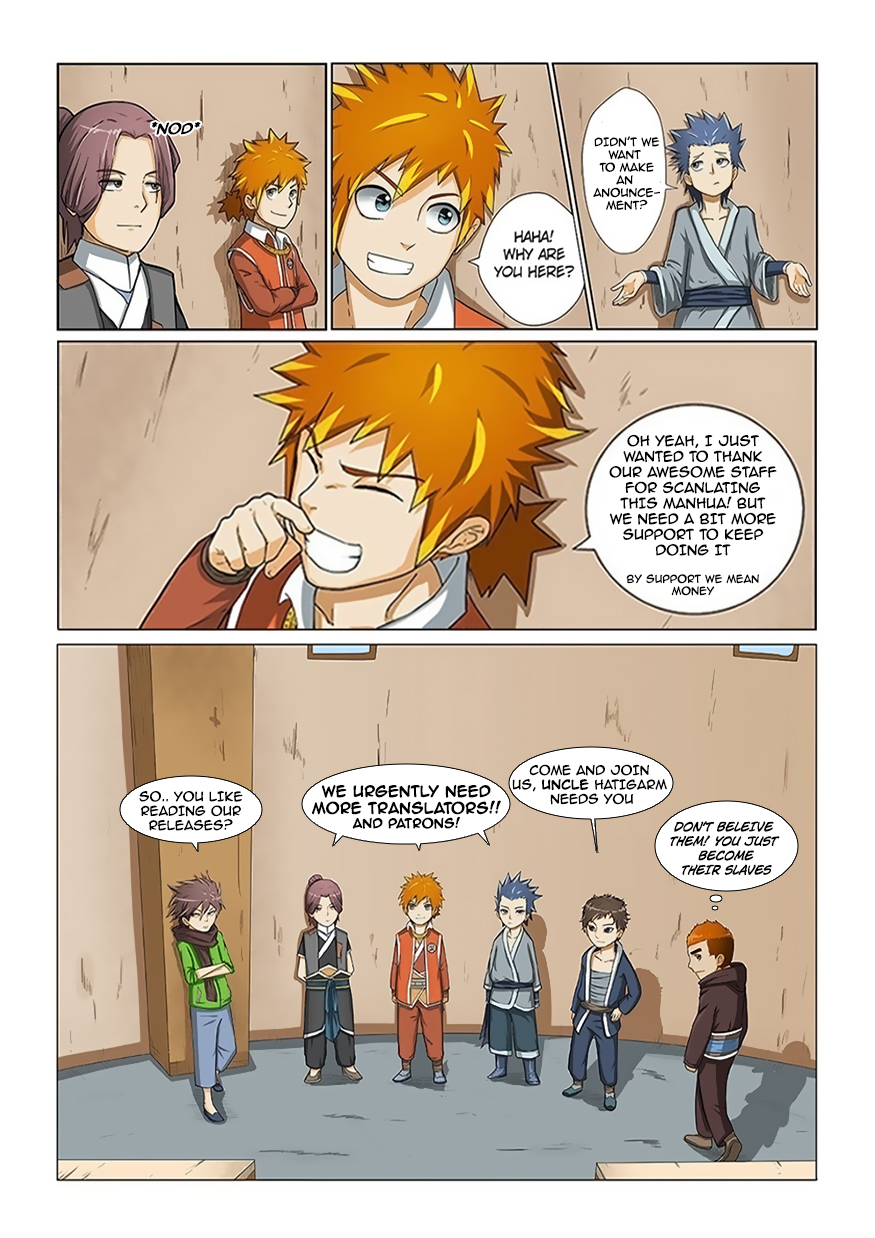 *NOD*
HAHA!
WHY ARE
YOU HERE?
DIDN'T WE
WANT
TO MAKE
AN
ANOUNCE-
MENT?
OH YEAH, I JUST
WANTED TO THANK
OUR AWESOME STAFF
FOR SCANLATING
THIS MANHUA! BUT
WE NEED A BIT MORE
SUPPORT TO KEEP
DOING IT
BY SUPPORT WE MEAN
MONEY
SO.. YOU LIKE
READING OUR
RELEASES?
WE URGENTLY NEED
MORE TRANSLATORS!!
AND PATRONS!
COME AND JOIN
US, UNCLE HATIGARM
NEEDS YOU
DON'T BELEIVE
THEM! YOU JUST
BECOME
THEIR SLAVES